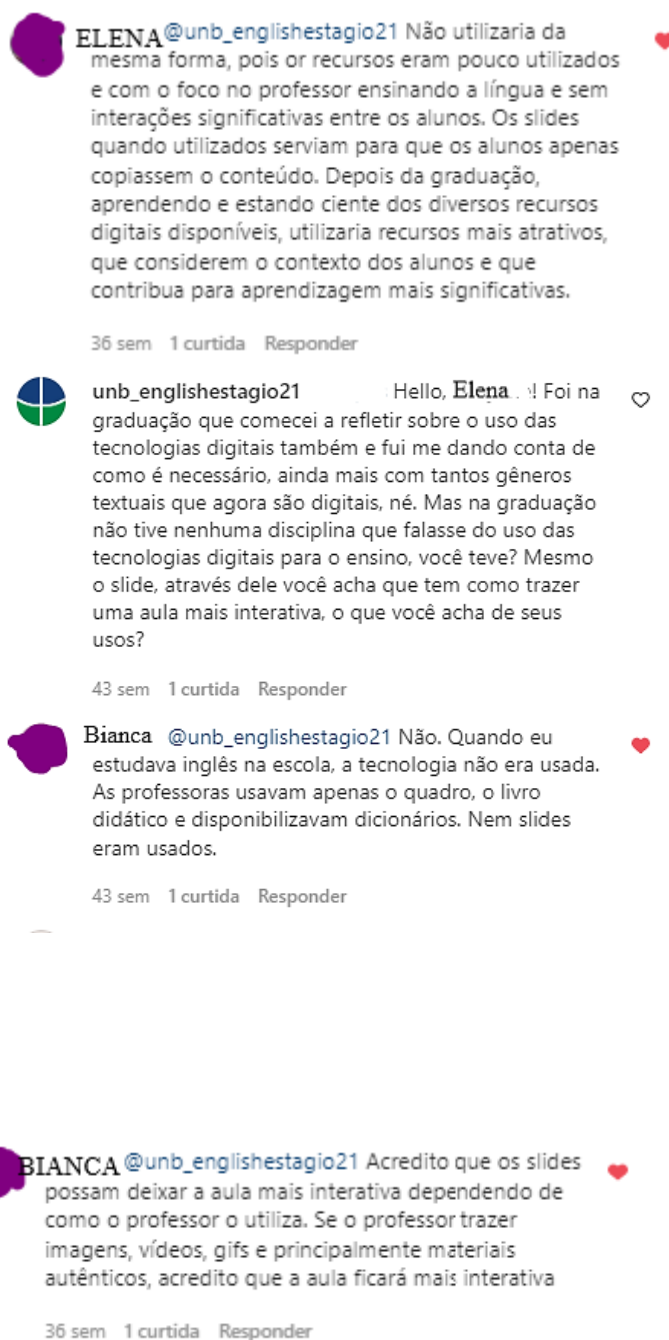 ELENA @unb_englishestagio21 Não utilizaria da
mesma forma, pois or recursos eram pouco utilizados
e com o foco no professor ensinando a língua e sem
interações significativas entre os alunos. Os slides
quando utilizados serviam para que os alunos apenas
copiassem o conteúdo. Depois da graduação,
aprendendo e estando ciente dos diversos recursos
digitais disponíveis, utilizaria recursos mais atrativos,
que considerem o contexto dos alunos e que
contribua para aprendizagem mais significativas.
36 sem 1 curtida Responder
unb_englishestagio21 Hello, Elena e! Foi na
graduação que comecei a refletir sobre o uso das
tecnologias digitais também e fui me dando conta de
como é necessário, ainda mais com tantos gêneros
textuais que agora são digitais, né. Mas na graduação
não tive nenhuma disciplina que falasse do uso das
tecnologias digitais para o ensino, você teve? Mesmo
o slide, através dele você acha que tem como trazer
uma aula mais interativa, o que você acha de seus
usos?
43 sem 1 curtida Responder
Bianca @unb_englishestagio21 Não. Quando eu
estudava inglês na escola, a tecnologia não era usada.
As professoras usavam apenas o quadro, o livro
didático e disponibilizavam dicionários. Nem slides
eram usados.
43 sem 1 curtida Responder
BIANCA @unb_englishestagio21 Acredito que os slides
possam deixar a aula mais interativa dependendo de
como o professor o utiliza. Se o professor trazer
imagens, vídeos, gifs e principalmente materiais
autênticos, acredito que a aula ficará mais interativa
36 sem 1 curtida Responder